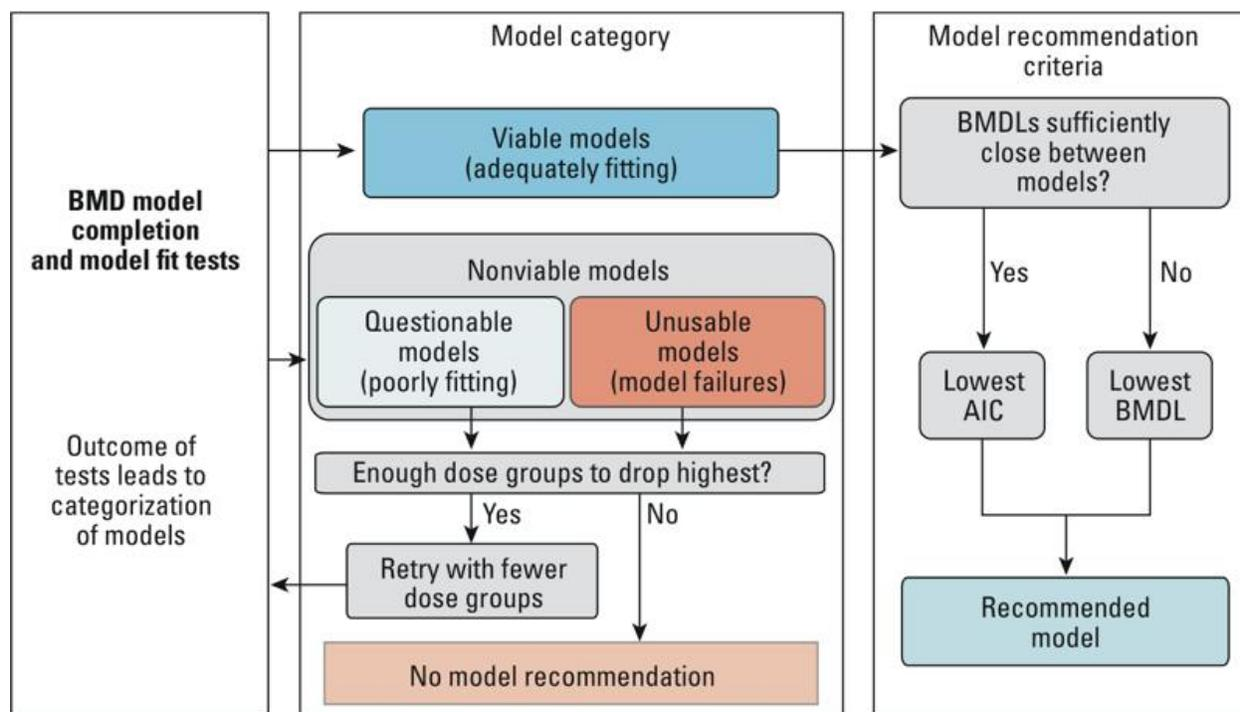 BMD model
completion
and model fit tests
Outcome of
tests leads to
categorization
of models
Model category
Viable models
(adequately fitting)
Nonviable models
Questionable
models
(poorly fitting)
Unusable
models
(model failures)
Enough dose groups to drop highest?
Yes
No
Retry with fewer
dose groups
No model recommendation
Model recommendation
criteria
BMDLs sufficiently
close between
models?
Yes
No
Lowest
AIC
Lowest
BMDL
Recommended
model